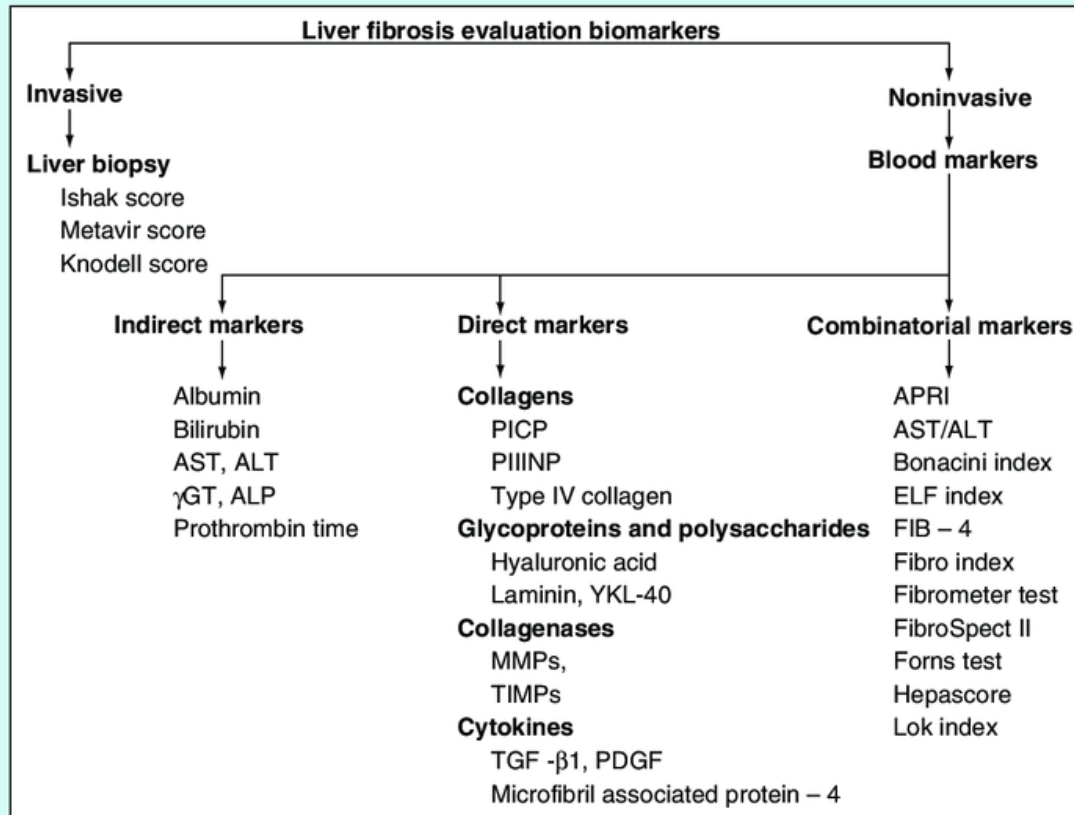 Liver fibrosis evaluation biomarkers
Invasive
Noninvasive
Liver biopsy
Blood markers
Ishak score
Metavir score
Knodell score
Indirect markers
Direct markers
Combinatorial markers
Albumin
Bilirubin
AST, ALT
γGT, ALP
Prothrombin time
Collagens
PICP
PIIINP
Type IV collagen
Glycoproteins and polysaccharides
Hyaluronic acid
Laminin, YKL-40
Collagenases
MMPs,
TIMPs
Cytokines
TGF -β1, PDGF
Microfibril associated protein – 4
APRI
AST/ALT
Bonacini index
ELF index
FIB – 4
Fibro index
Fibrometer test
FibroSpect II
Forns test
Hepascore
Lok index